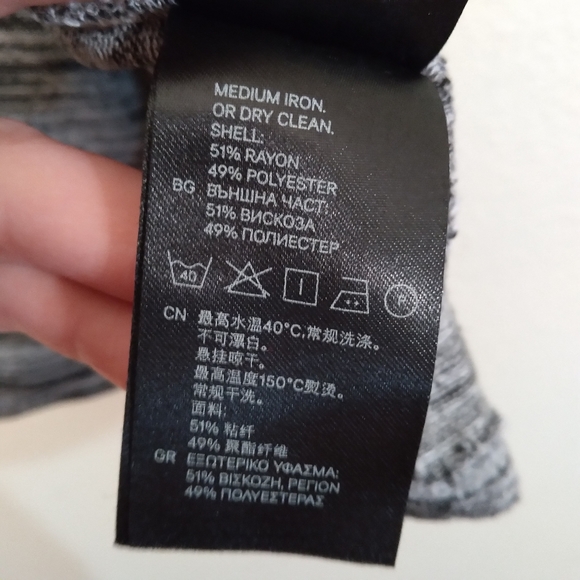 MEDIUM IRON.
OR DRY CLEAN.
SHELL:
51% RAYON
49% POLYESTER
BG ВЪНШНА ЧАСТ:
51% ВИСКОЗА
49% ПОЛИЕСТЕР
40 P
CN 最高水温40°C,常规洗涤。
不可漂白。
悬挂晾干。
最高温度150°C熨烫。
常规干洗。
面料:
51% 粘纤
49% 聚酯纤维
GR ΕΞΩΤΕΡΙΚΟ ΥΦΑΣΜΑ:
51% ΒΙΣΚΟΖΗ, ΡΕΓΙΟΝ
49% ΠΟΛΥΕΣΤΕΡΑΣ